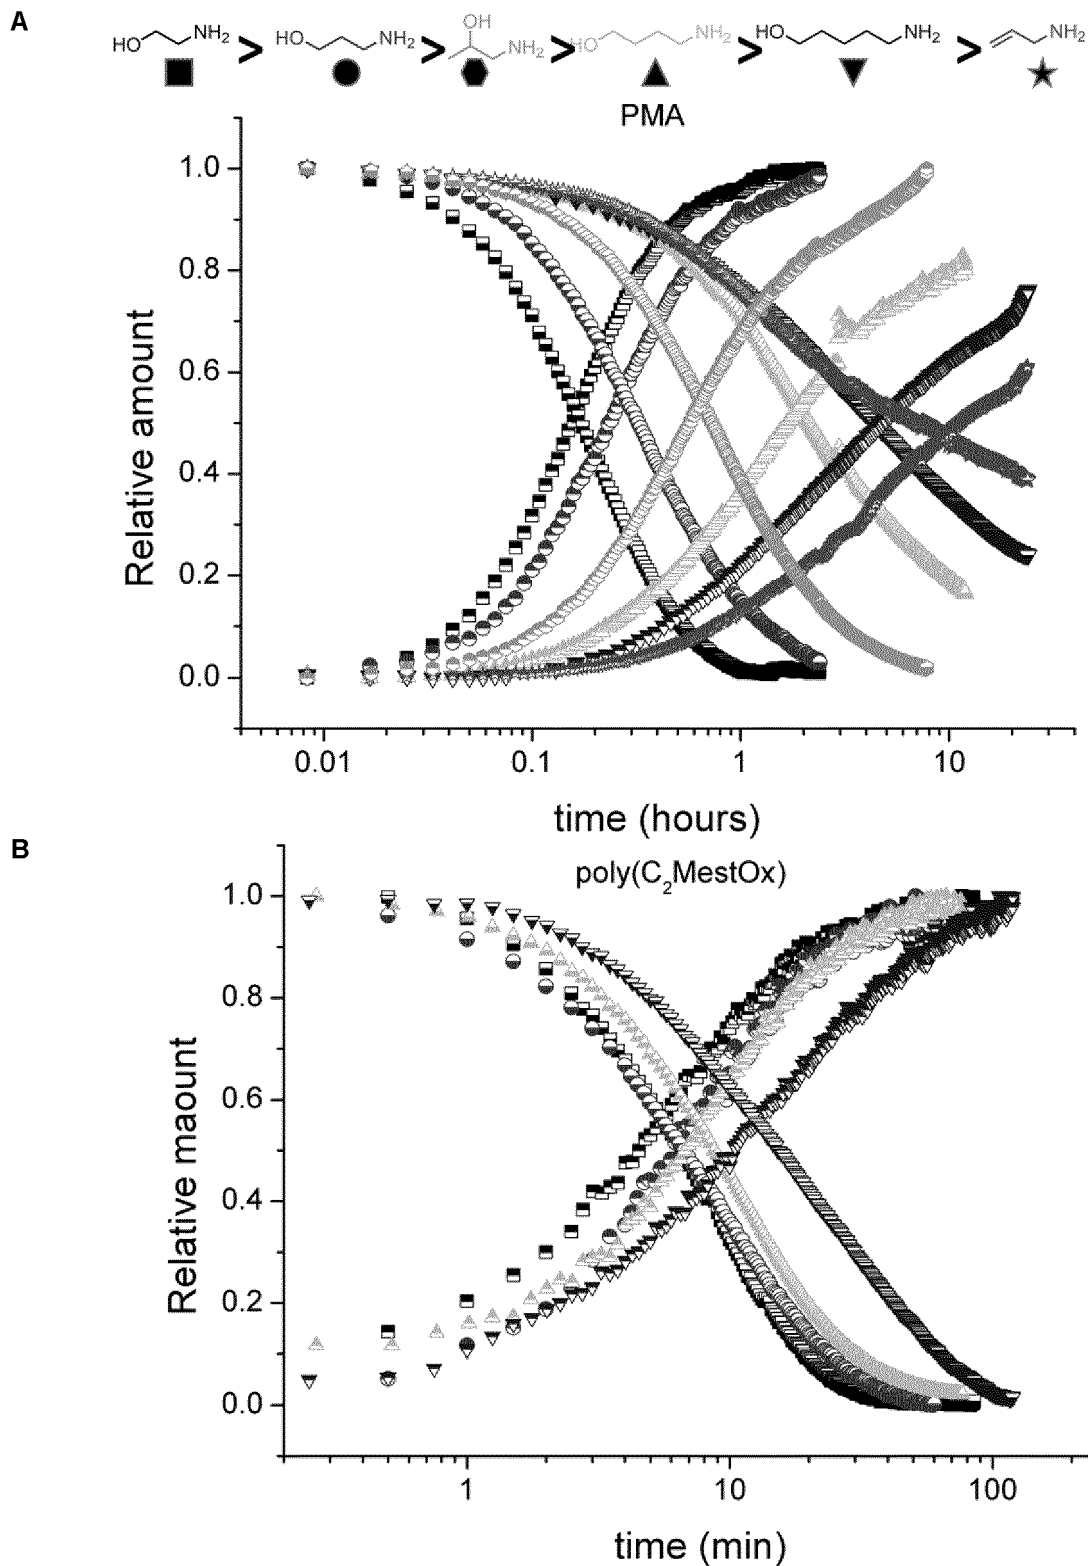 A
HO NH2 > HO NH2 > OH NH2 > HO NH2 > HO NH2 > NH2
PMA
1.0
0.8
0.6
0.4
0.2
0.0
Relative amount
0.01 0.1 1 10
time (hours)
B
poly(C2MestOx)
1.0
0.8
0.6
0.4
0.2
0.0
Relative maount
1 10 100
time (min)